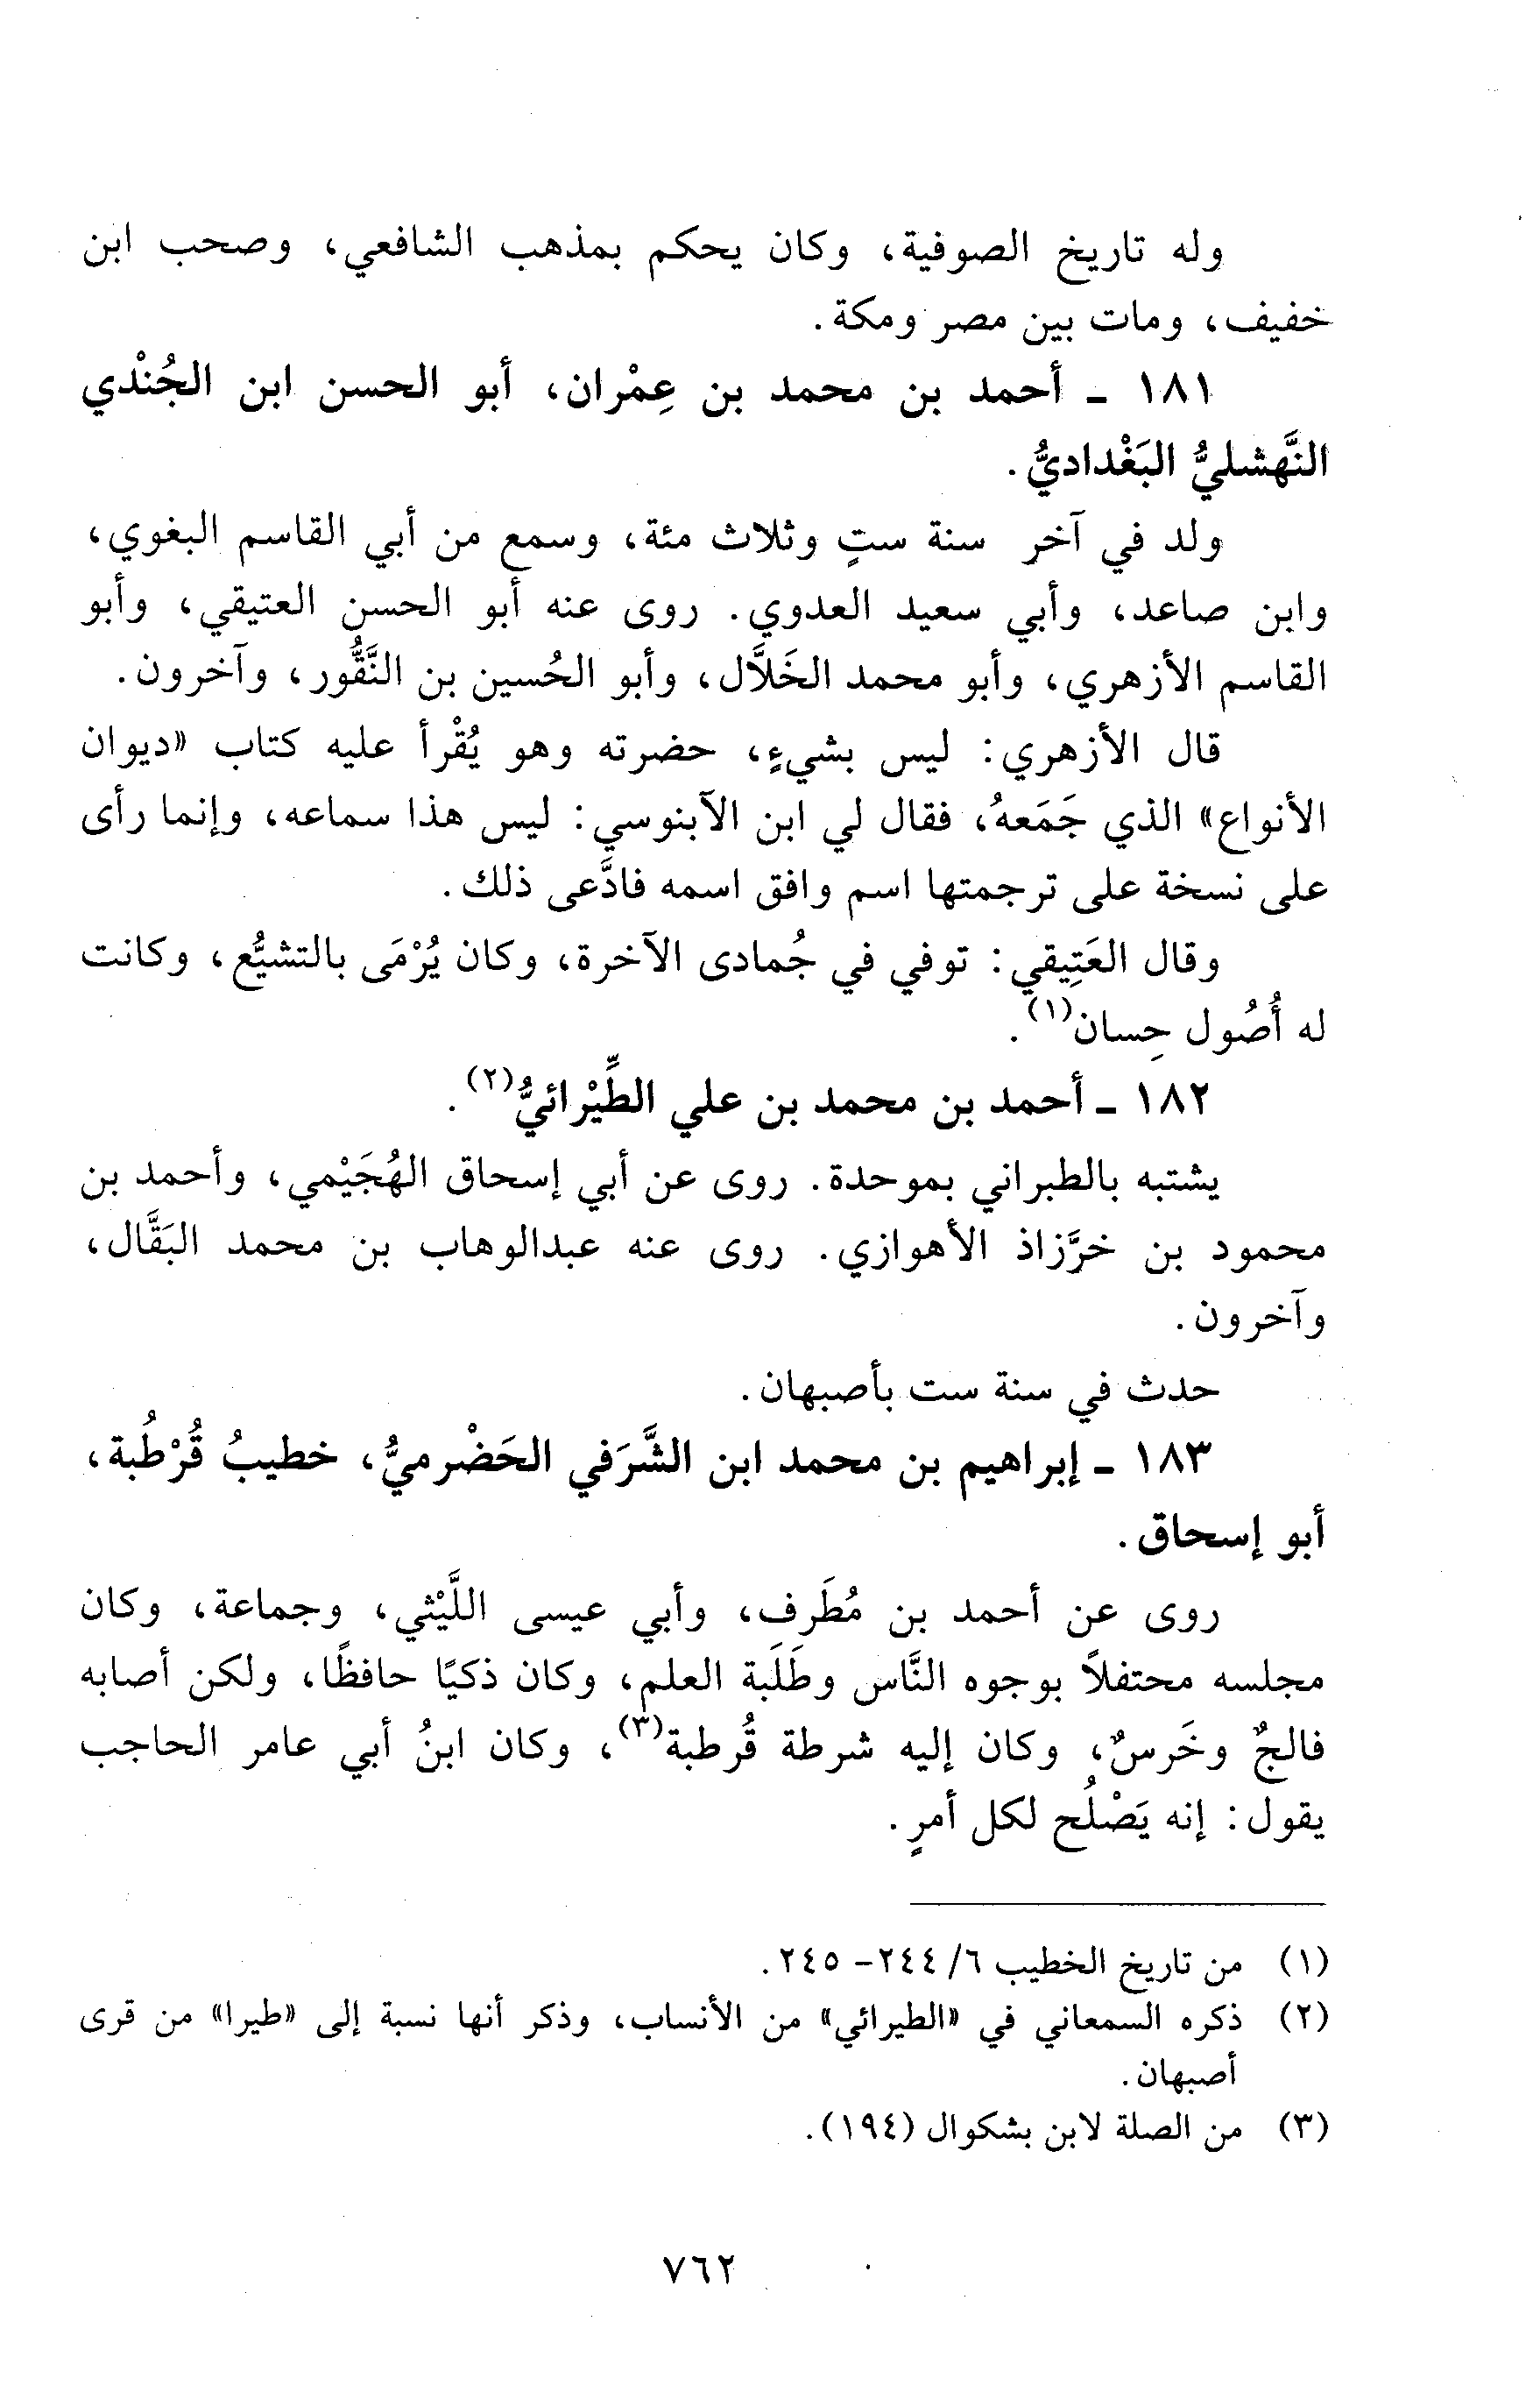 وله تاريخ الصوفية، وكان يحكم بمذهب الشافعي، وصحب ابن
خفيف، ومات بين مصر ومكة.
١٨١ - أحمد بن محمد بن عِمْران، أبو الحسن ابن الجُنْدي
النَّهشليُّ البَغْداديُّ.
ولد في آخر سنة ستٍ وثلاث مئة، وسمع من أبي القاسم البغوي،
وابن صاعد، وأبي سعيد العدوي. روى عنه أبو الحسن العتيقي، وأبو
القاسم الأزهري، وأبو محمد الخَلاَّل، وأبو الحُسين بن النَّقُّور، وآخرون.
قال الأزهري: ليس بشيءٍ، حضرته وهو يُقْرأ عليه كتاب «ديوان
الأنواع» الذي جَمَعهُ، فقال لي ابن الآبنوسي: ليس هذا سماعه، وإنما رأى
على نسخة على ترجمتها اسم وافق اسمه فادَّعى ذلك.
وقال العَتِيقي: توفي في جُمادى الآخرة، وكان يُرْمَى بالتشيُّع، وكانت
له أُصُول حِسان(١).
١٨٢ - أحمد بن محمد بن علي الطِّيْرائيُّ(٢).
يشتبه بالطبراني بموحدة. روى عن أبي إسحاق الهُجَيْمي، وأحمد بن
محمود بن خرَّزاذ الأهوازي. روى عنه عبدالوهاب بن محمد البَقَّال،
وآخرون.
حدث في سنة ست بأصبهان.
١٨٣ - إبراهيم بن محمد ابن الشَّرَفي الحَضْرميُّ، خطيبُ قُرْطُبة،
أبو إسحاق.
روى عن أحمد بن مُطَرف، وأبي عيسى اللَّيْثي، وجماعة، وكان
مجلسه محتفلاً بوجوه النَّاس وطَلَبة العلم، وكان ذكيًا حافظًا، ولكن أصابه
فالجٌ وخَرسٌ، وكان إليه شرطة قُرطبة(٣)، وكان ابنُ أبي عامر الحاجب
يقول: إنه يَصْلُح لكل أمرٍ.
(١) من تاريخ الخطيب ٦/ ٢٤٤- ٢٤٥.
(٢) ذكره السمعاني في «الطيرائي» من الأنساب، وذكر أنها نسبة إلى «طيرا» من قرى
أصبهان.
(٣) من الصلة لابن بشكوال (١٩٤).
٧٦٢